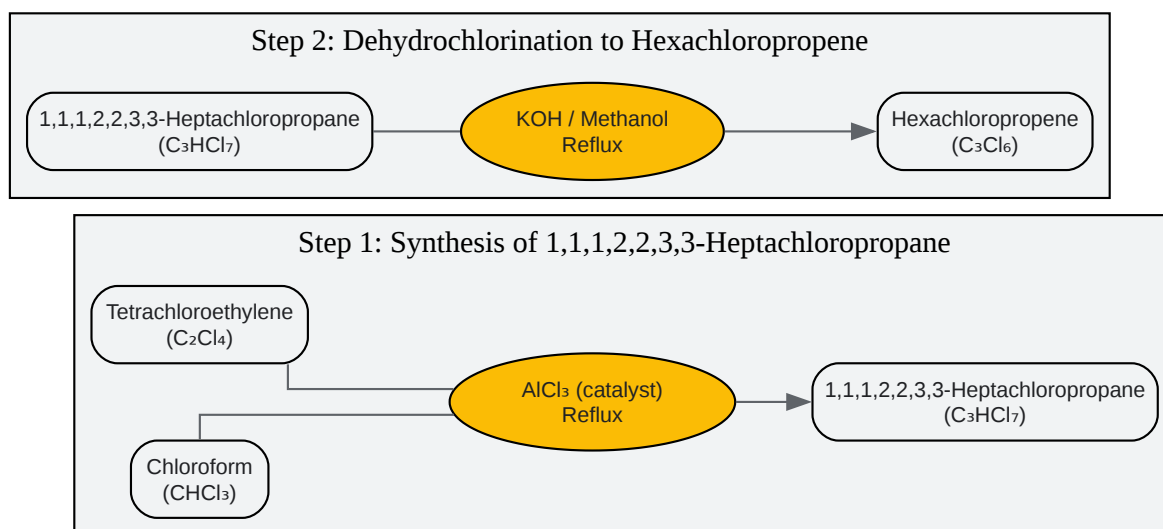 Step 2: Dehydrochlorination to Hexachloropropene
1,1,1,2,2,3,3-Heptachloropropane
(C₃HCl₇)
KOH / Methanol
Reflux
Hexachloropropene
(C₃Cl₆)
Step 1: Synthesis of 1,1,1,2,2,3,3-Heptachloropropane
Tetrachloroethylene
(C₂Cl₄)
Chloroform
(CHCl₃)
AlCl₃ (catalyst)
Reflux
1,1,1,2,2,3,3-Heptachloropropane
(C₃HCl₇)